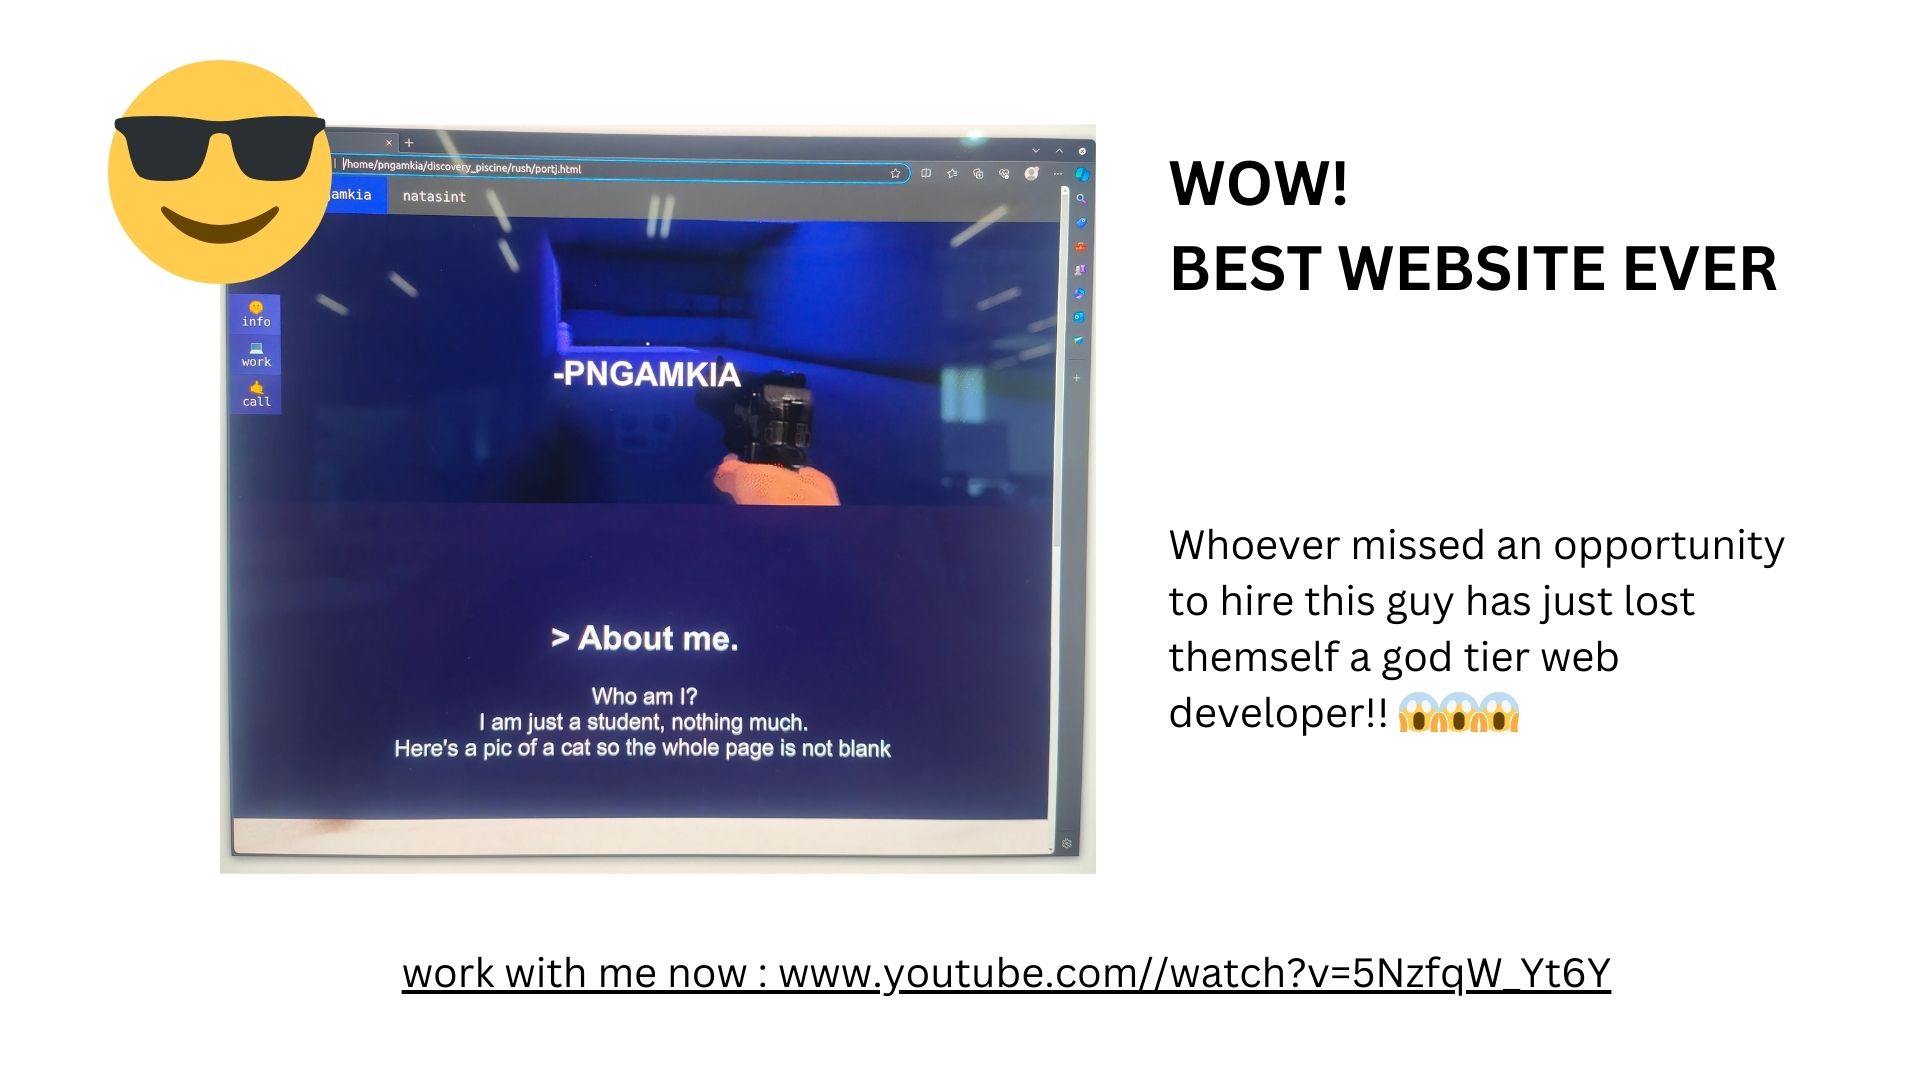 /home/pngamkia/discovery_piscine/rush/portj.html
amkia natasint
info
work
call
-PNGAMKIA
> About me.
Who am I?
I am just a student, nothing much.
Here's a pic of a cat so the whole page is not blank
WOW!
BEST WEBSITE EVER
Whoever missed an opportunity
to hire this guy has just lost
themself a god tier web
developer!! 😱😱😱
work with me now : www.youtube.com//watch?v=5NzfqW_Yt6Y